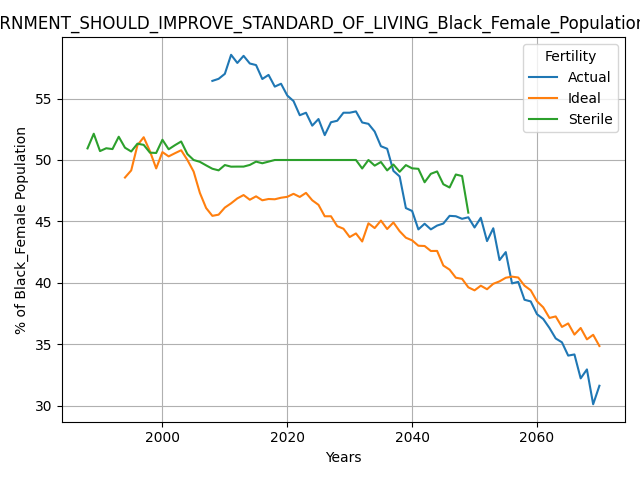 RNMENT_SHOULD_IMPROVE_STANDARD_OF_LIVING_Black_Female_Population
Fertility
Actual
Ideal
Sterile
% of Black_Female Population
55
50
45
40
35
30
2000 2020 2040 2060
Years